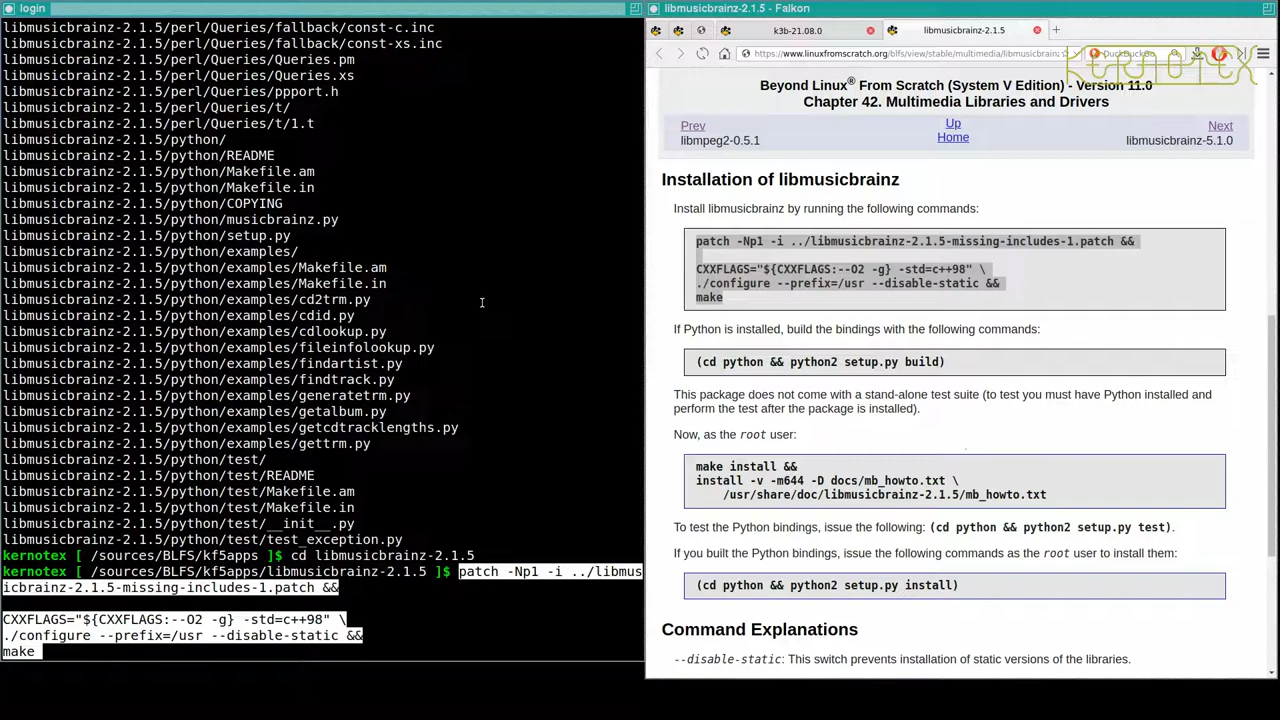 login
libmusicbrainz-2.1.5/perl/Queries/fallback/const-c.inc
libmusicbrainz-2.1.5/perl/Queries/fallback/const-xs.inc
libmusicbrainz-2.1.5/perl/Queries/Queries.pm
libmusicbrainz-2.1.5/perl/Queries/Queries.xs
libmusicbrainz-2.1.5/perl/Queries/ppport.h
libmusicbrainz-2.1.5/perl/Queries/t/
libmusicbrainz-2.1.5/perl/Queries/t/1.t
libmusicbrainz-2.1.5/python/
libmusicbrainz-2.1.5/python/README
libmusicbrainz-2.1.5/python/Makefile.am
libmusicbrainz-2.1.5/python/Makefile.in
libmusicbrainz-2.1.5/python/COPYING
libmusicbrainz-2.1.5/python/musicbrainz.py
libmusicbrainz-2.1.5/python/setup.py
libmusicbrainz-2.1.5/python/examples/
libmusicbrainz-2.1.5/python/examples/Makefile.am
libmusicbrainz-2.1.5/python/examples/Makefile.in
libmusicbrainz-2.1.5/python/examples/cd2trm.py
libmusicbrainz-2.1.5/python/examples/cdid.py
libmusicbrainz-2.1.5/python/examples/cdlookup.py
libmusicbrainz-2.1.5/python/examples/fileinfolookup.py
libmusicbrainz-2.1.5/python/examples/findartist.py
libmusicbrainz-2.1.5/python/examples/findtrack.py
libmusicbrainz-2.1.5/python/examples/generatetrm.py
libmusicbrainz-2.1.5/python/examples/getalbum.py
libmusicbrainz-2.1.5/python/examples/getcdtracklengths.py
libmusicbrainz-2.1.5/python/examples/gettrm.py
libmusicbrainz-2.1.5/python/test/
libmusicbrainz-2.1.5/python/test/README
libmusicbrainz-2.1.5/python/test/Makefile.am
libmusicbrainz-2.1.5/python/test/Makefile.in
libmusicbrainz-2.1.5/python/test/__init__.py
libmusicbrainz-2.1.5/python/test/test_exception.py
kernotex [ /sources/BLFS/kf5apps ]$ cd libmusicbrainz-2.1.5
kernotex [ /sources/BLFS/kf5apps/libmusicbrainz-2.1.5 ]$ patch -Np1 -i ../libmus
icbrainz-2.1.5-missing-includes-1.patch &&
CXXFLAGS="${CXXFLAGS:--O2 -g} -std=c++98" \
./configure --prefix=/usr --disable-static &&
make
libmusicbrainz-2.1.5 - Falkon
k3b-21.08.0
libmusicbrainz-2.1.5
https://www.linuxfromscratch.org/blfs/view/stable/multimedia/libmusicbrainz
DuckDuckGo
KERNOTEX
Beyond Linux® From Scratch (System V Edition) - Version 11.0
Chapter 42. Multimedia Libraries and Drivers
Prev
Up
Next
libmpeg2-0.5.1
Home
libmusicbrainz-5.1.0
Installation of libmusicbrainz
Install libmusicbrainz by running the following commands:
patch -Np1 -i ../libmusicbrainz-2.1.5-missing-includes-1.patch &&
CXXFLAGS="${CXXFLAGS:--O2 -g} -std=c++98" \
./configure --prefix=/usr --disable-static &&
make
If Python is installed, build the bindings with the following commands:
(cd python && python2 setup.py build)
This package does not come with a stand-alone test suite (to test you must have Python installed and
perform the test after the package is installed).
Now, as the root user:
make install &&
install -v -m644 -D docs/mb_howto.txt \
/usr/share/doc/libmusicbrainz-2.1.5/mb_howto.txt
To test the Python bindings, issue the following: (cd python && python2 setup.py test).
If you built the Python bindings, issue the following commands as the root user to install them:
(cd python && python2 setup.py install)
Command Explanations
--disable-static: This switch prevents installation of static versions of the libraries.